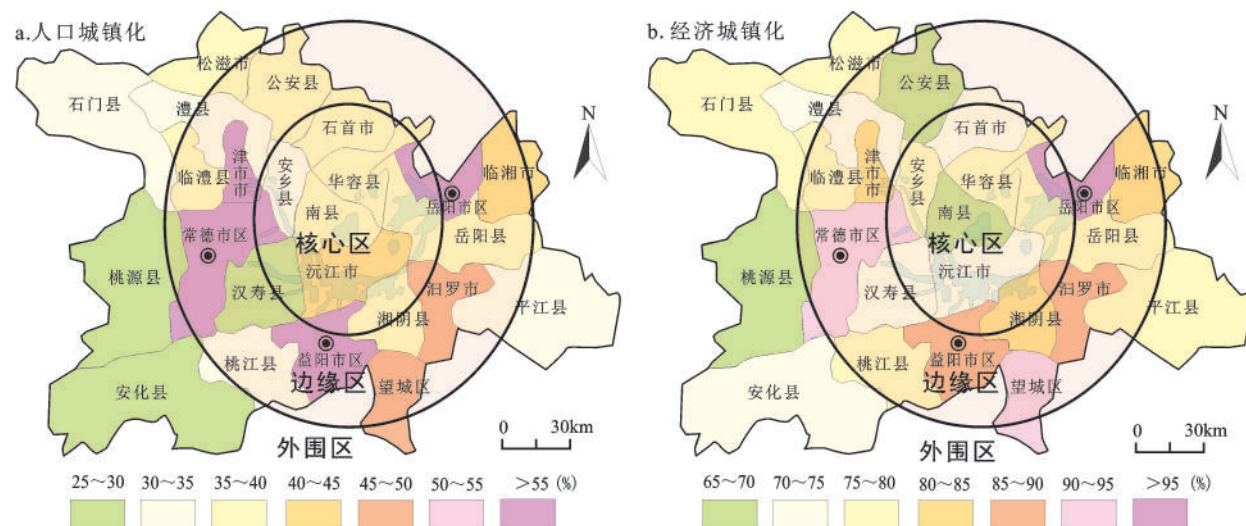 a.人口城镇化
松滋市
公安县
石门县
澧县
石首市
N
津市市
安乡县
临澧县
华容县
临湘市
岳阳市区
南县
岳阳县
常德市区
核心区
桃源县
沅江市
汨罗市
汉寿县
平江县
湘阴县
桃江县
益阳市区
边缘区
望城区
安化县
外围区
0 30km
25～30 30～35 35～40 40～45 45～50 50～55 >55 (%)
b. 经济城镇化
松滋市
公安县
石门县
澧县
石首市
N
津市市
安乡县
临澧县
华容县
临湘市
岳阳市区
南县
岳阳县
常德市区
核心区
桃源县
沅江市
汨罗市
汉寿县
平江县
湘阴县
桃江县
益阳市区
边缘区
望城区
安化县
外围区
0 30km
65～70 70～75 75～80 80～85 85～90 90～95 >95 (%)